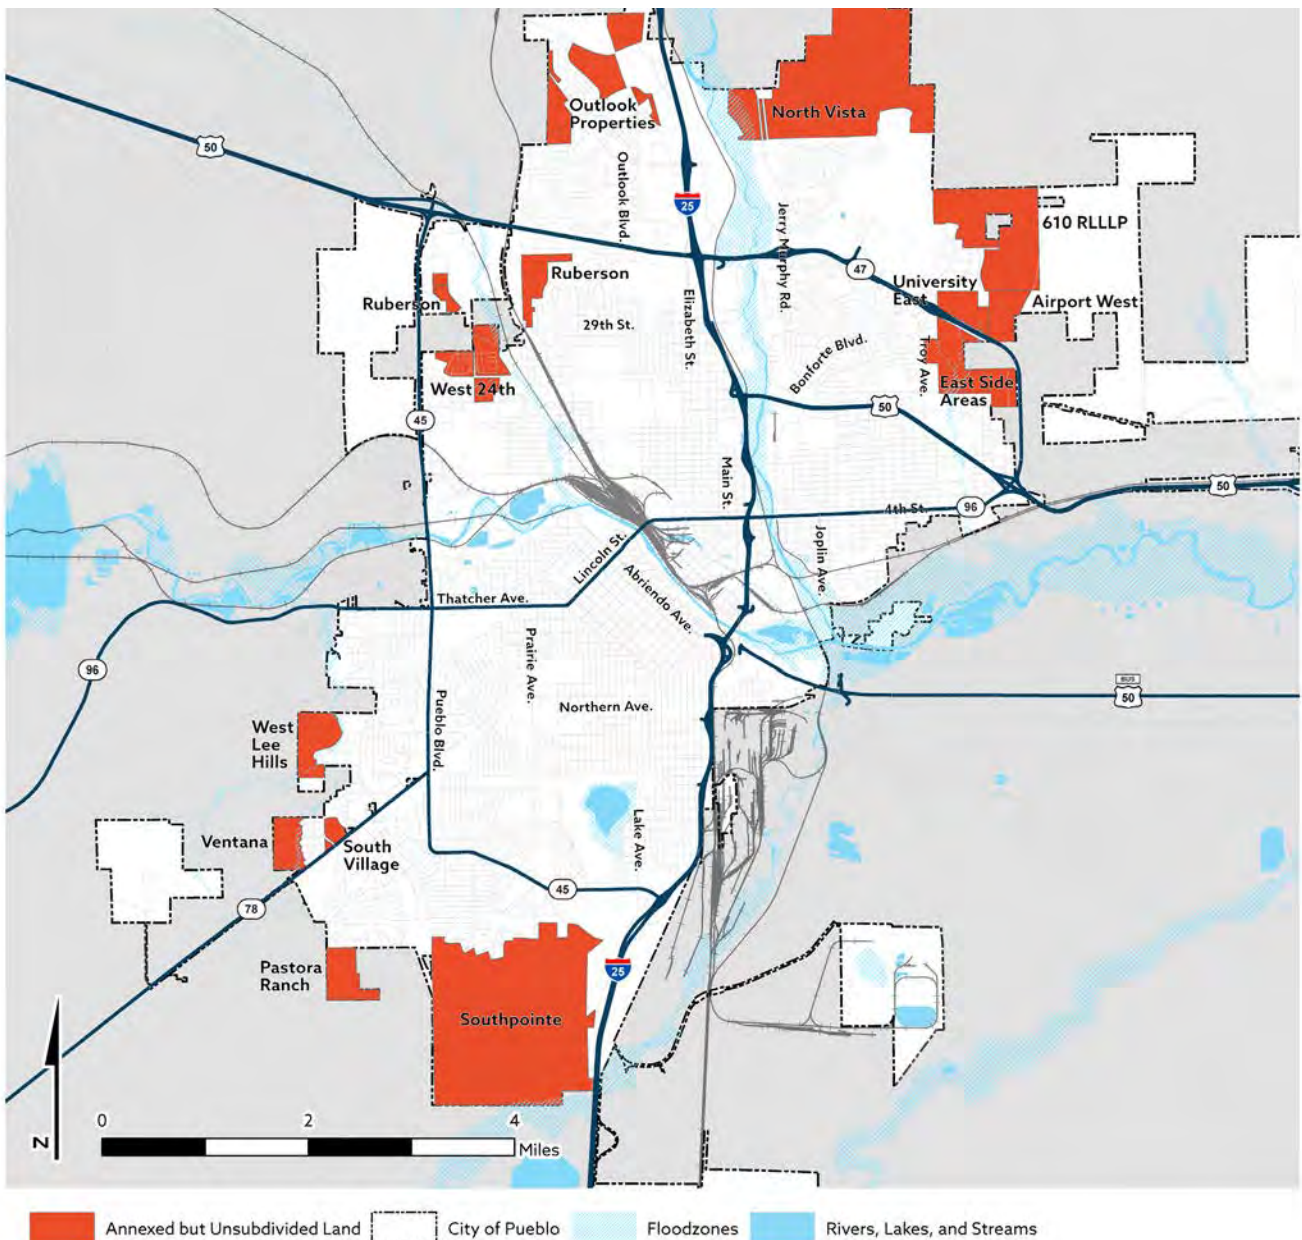 Outlook
Properties
North Vista
50
Outlook Blvd.
25
Jerry Murphy Rd.
610 RLLLP
Ruberson
47
University
East
Airport West
Ruberson
Elizabeth St.
29th St.
Bonforte Blvd.
Troy Ave.
West 24th
East Side
Areas
50
45
Main St.
50
4th St.
96
Lincoln St.
Joplin Ave.
Abriendo Ave.
Thatcher Ave.
Prairie Ave.
96
BUS
50
Northern Ave.
Pueblo Blvd.
West
Lee
Hills
Lake Ave.
Ventana
South
Village
45
78
25
Pastora
Ranch
Southpointe
N
0 2 4
Miles
Annexed but Unsubdivided Land City of Pueblo Floodzones Rivers, Lakes, and Streams